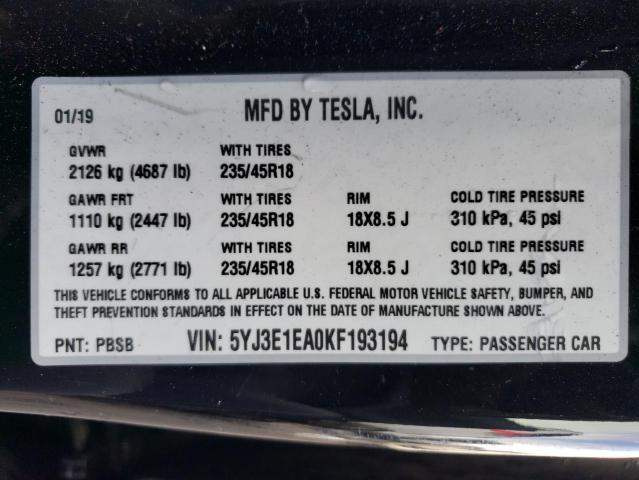 01/19 MFD BY TESLA, INC.
GVWR WITH TIRES
2126 kg (4687 lb) 235/45R18
GAWR FRT WITH TIRES RIM COLD TIRE PRESSURE
1110 kg (2447 lb) 235/45R18 18X8.5 J 310 kPa, 45 psi
GAWR RR WITH TIRES RIM COLD TIRE PRESSURE
1257 kg (2771 lb) 235/45R18 18X8.5 J 310 kPa, 45 psi
THIS VEHICLE CONFORMS TO ALL APPLICABLE U.S. FEDERAL MOTOR VEHICLE SAFETY, BUMPER, AND
THEFT PREVENTION STANDARDS IN EFFECT ON THE DATE OF MANUFACTURE SHOWN ABOVE.
PNT: PBSB VIN: 5YJ3E1EA0KF193194 TYPE: PASSENGER CAR